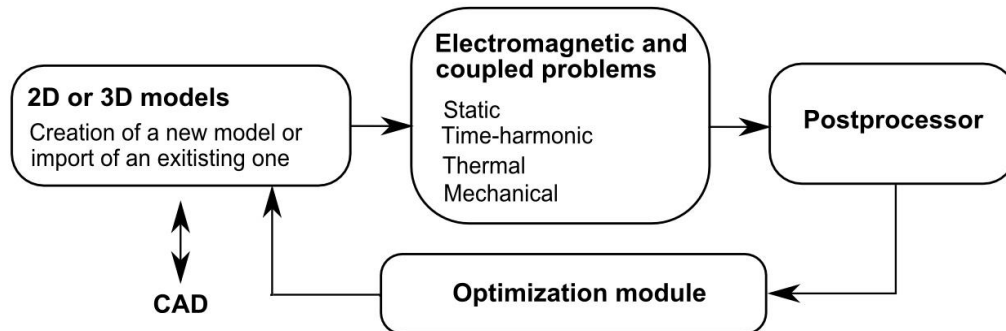 2D or 3D models
Creation of a new model or
import of an exitisting one
CAD
Electromagnetic and
coupled problems
Static
Time-harmonic
Thermal
Mechanical
Postprocessor
Optimization module